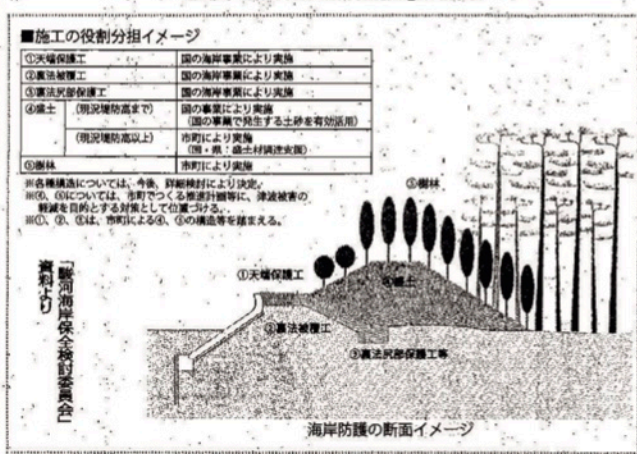 ■施工の役割分担イメージ
①天端保護工 国の海岸事業により実施
②裏法被覆工 国の海岸事業により実施
③裏法尻部保護工 国の海岸事業により実施
④盛土 (現況堤防高まで) 国の事業により実施
(国の事業で発生する土砂を有効活用)
(現況堤防高以上) 市町により実施
(国・県:盛土材調達支援)
⑤樹林 市町により実施
※各種構造については、今後、詳細検討により決定。
※④、⑤については、市町でつくる推進計画等に、津波被害の
軽減を目的とする対策として位置づける。
※①、②、③は、市町による④、⑤の構造等を踏まえる。
「駿河海岸保全検討委員会」
資料より
⑤樹林
①天端保護工
④盛土
②裏法被覆工
③裏法尻部保護工等
海岸防護の断面イメージ